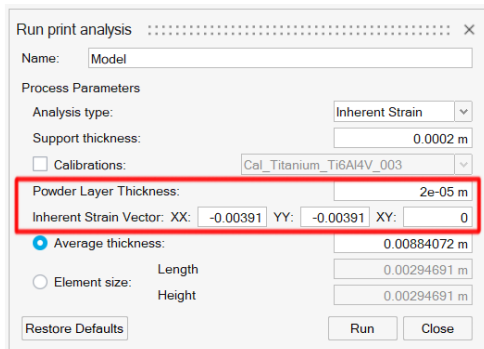 Run print analysis
Name: Model
Process Parameters
Analysis type: Inherent Strain
Support thickness: 0.0002 m
Calibrations: Cal_Titanium_Ti6Al4V_003
Powder Layer Thickness: 2e-05 m
Inherent Strain Vector: XX: -0.00391 YY: -0.00391 XY: 0
Average thickness: 0.00884072 m
Element size: Length 0.00294691 m
Height 0.00294691 m
Restore Defaults Run Close